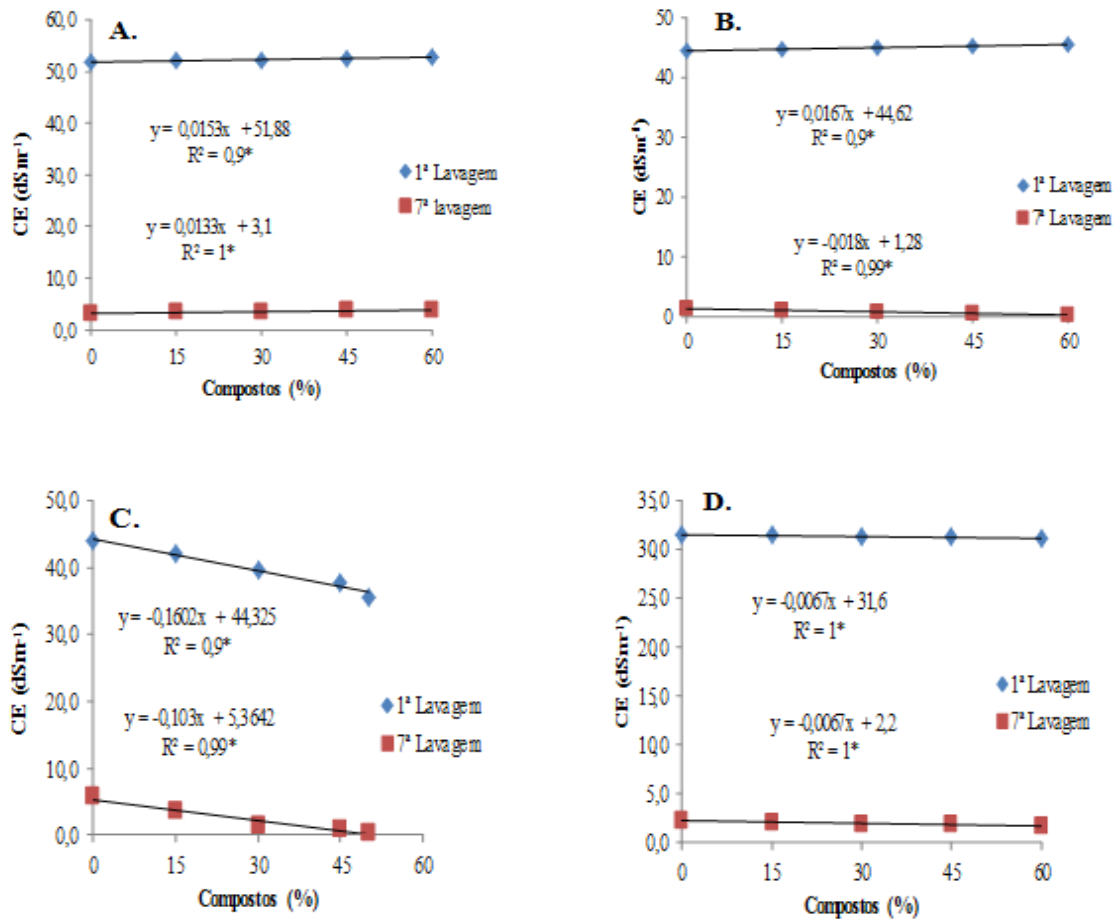 A.
60,0
50,0
40,0
30,0
20,0
10,0
0,0
CE (dSm⁻¹)
y = 0,0153x + 51,88
R² = 0,9*
y = 0,0133x + 3,1
R² = 1*
1ª Lavagem
7ª lavagem
0 15 30 45 60
Compostos (%)
B.
50
40
30
20
10
0
CE (dSm⁻¹)
y = 0,0167x + 44,62
R² = 0,9*
y = -0,018x + 1,28
R² = 0,99*
1ª Lavagem
7ª Lavagem
0 15 30 45 60
Compostos (%)
C.
50,0
40,0
30,0
20,0
10,0
0,0
CE (dSm⁻¹)
y = -0,1602x + 44,325
R² = 0,9*
y = -0,103x + 5,3642
R² = 0,99*
1ª Lavagem
7ª Lavagem
0 15 30 45 60
Compostos (%)
D.
35,0
30,0
25,0
20,0
15,0
10,0
5,0
0,0
CE (dSm⁻¹)
y = -0,0067x + 31,6
R² = 1*
y = -0,0067x + 2,2
R² = 1*
1ª Lavagem
7ª Lavagem
0 15 30 45 60
Compostos (%)